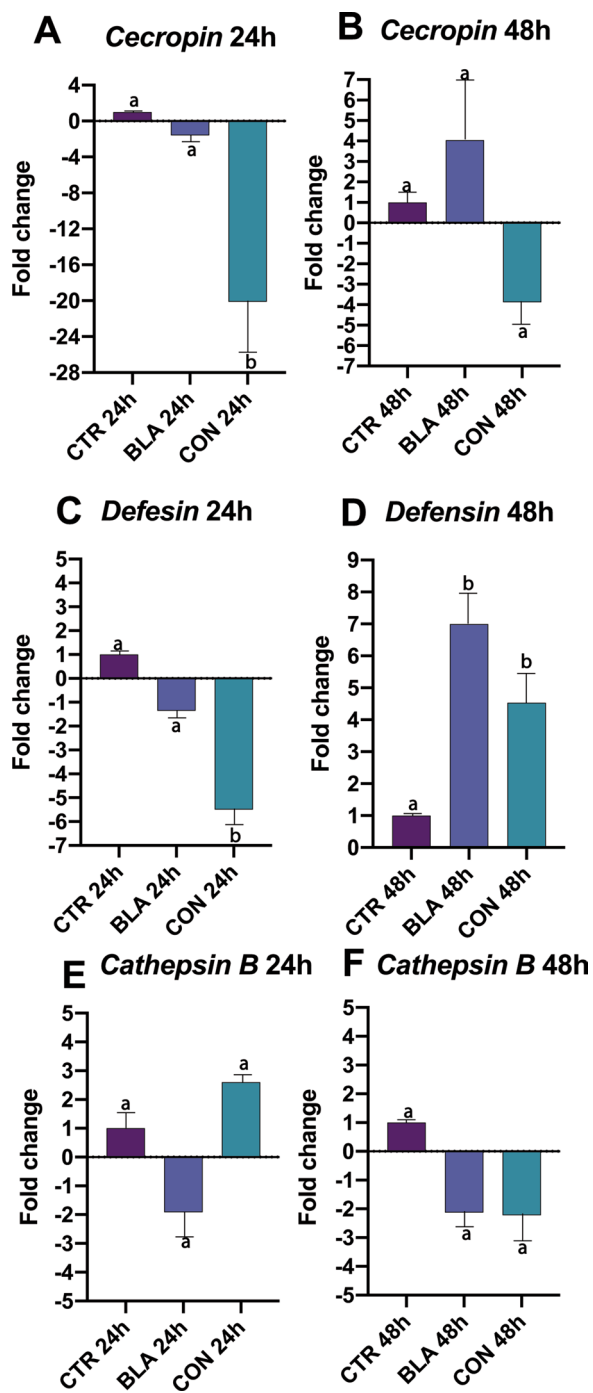 A Cecropin 24h
Fold change
4
0
-4
-8
-12
-16
-20
-24
-28
a
a
b
CTR 24h
BLA 24h
CON 24h
B Cecropin 48h
Fold change
7
6
5
4
3
2
1
0
-1
-2
-3
-4
-5
-6
-7
a
a
a
CTR 48h
BLA 48h
CON 48h
C Defesin 24h
Fold change
5
4
3
2
1
0
-1
-2
-3
-4
-5
-6
-7
a
a
b
CTR 24h
BLA 24h
CON 24h
D Defensin 48h
Fold change
9
8
7
6
5
4
3
2
1
0
a
b
b
CTR 48h
BLA 48h
CON 48h
E Cathepsin B 24h
Fold change
5
4
3
2
1
0
-1
-2
-3
-4
-5
a
a
a
CTR 24h
BLA 24h
CON 24h
F Cathepsin B 48h
Fold change
5
4
3
2
1
0
-1
-2
-3
-4
-5
a
a
a
CTR 48h
BLA 48h
CON 48h